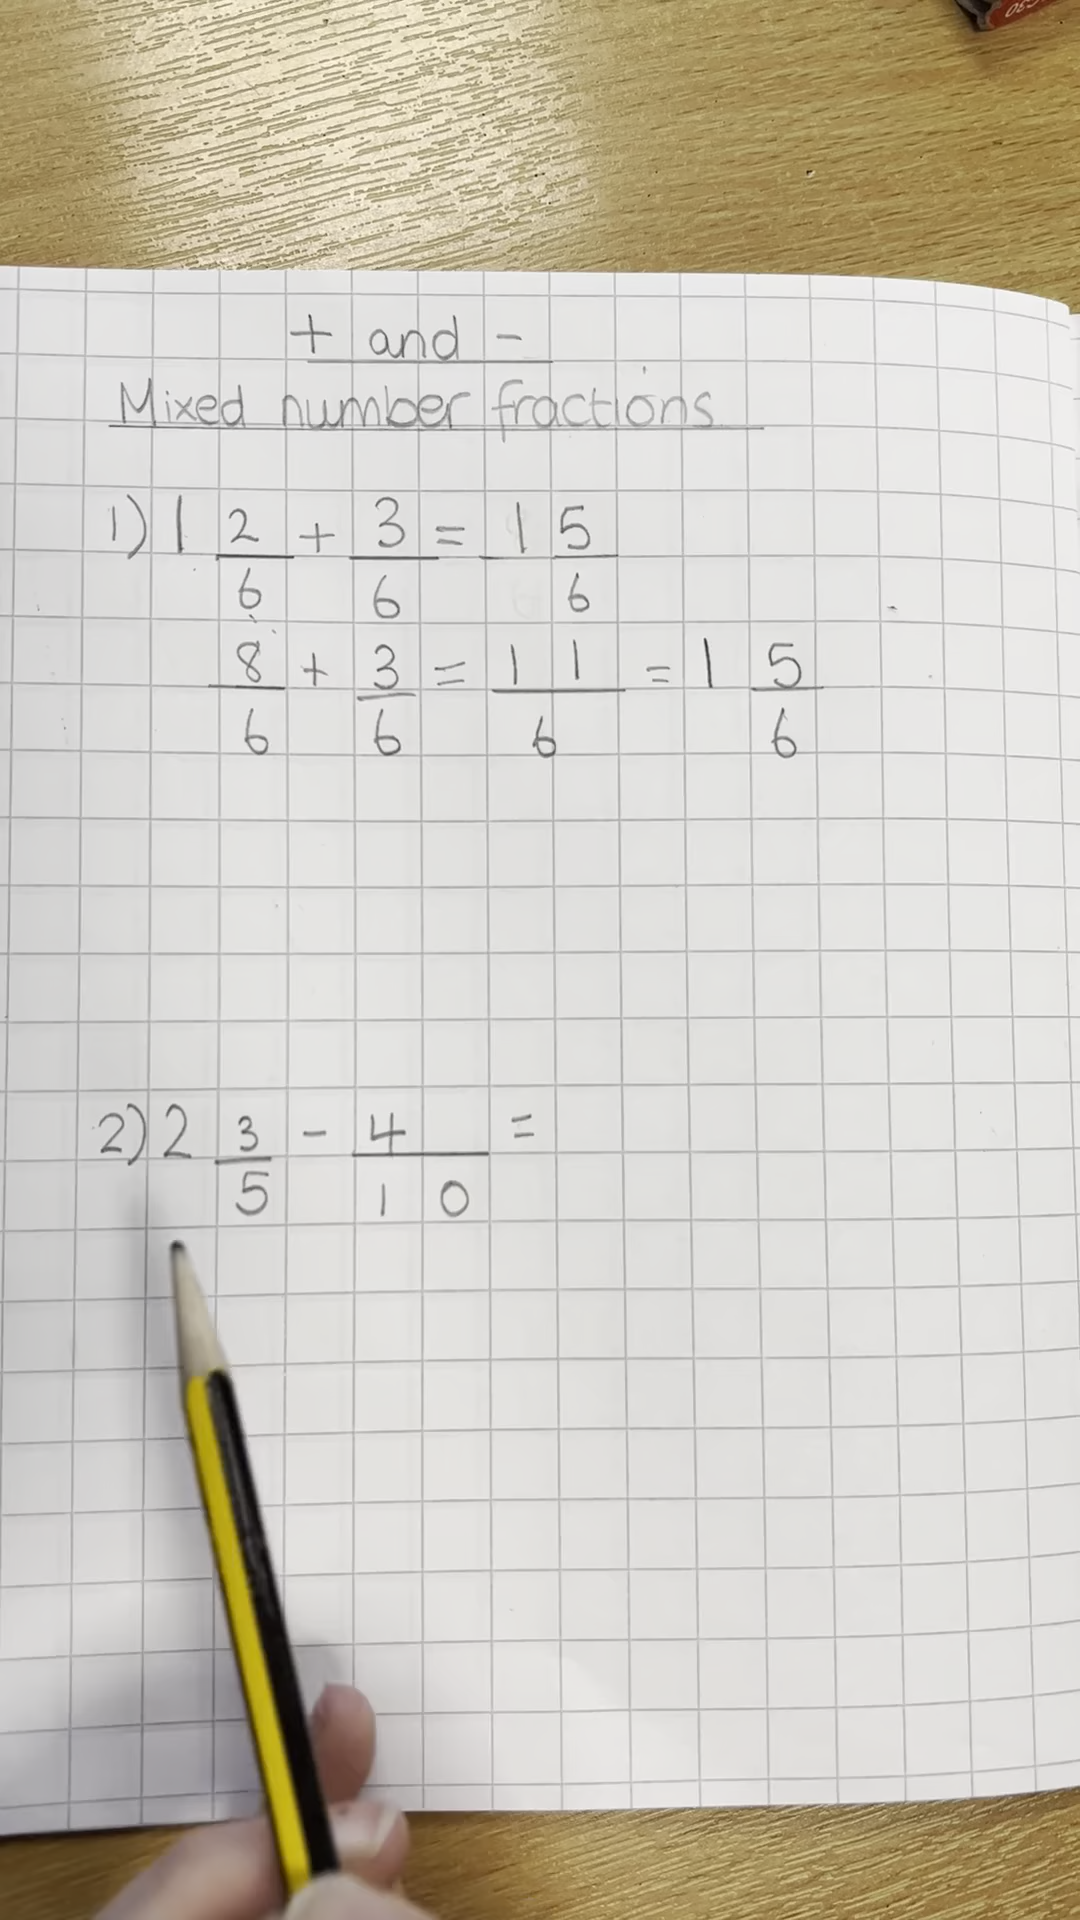 + and -
Mixed number fractions
1) 1 2/6 + 3/6 = 1 5/6
8/6 + 3/6 = 11/6 = 1 5/6
2) 2 3/5 - 4/10 =